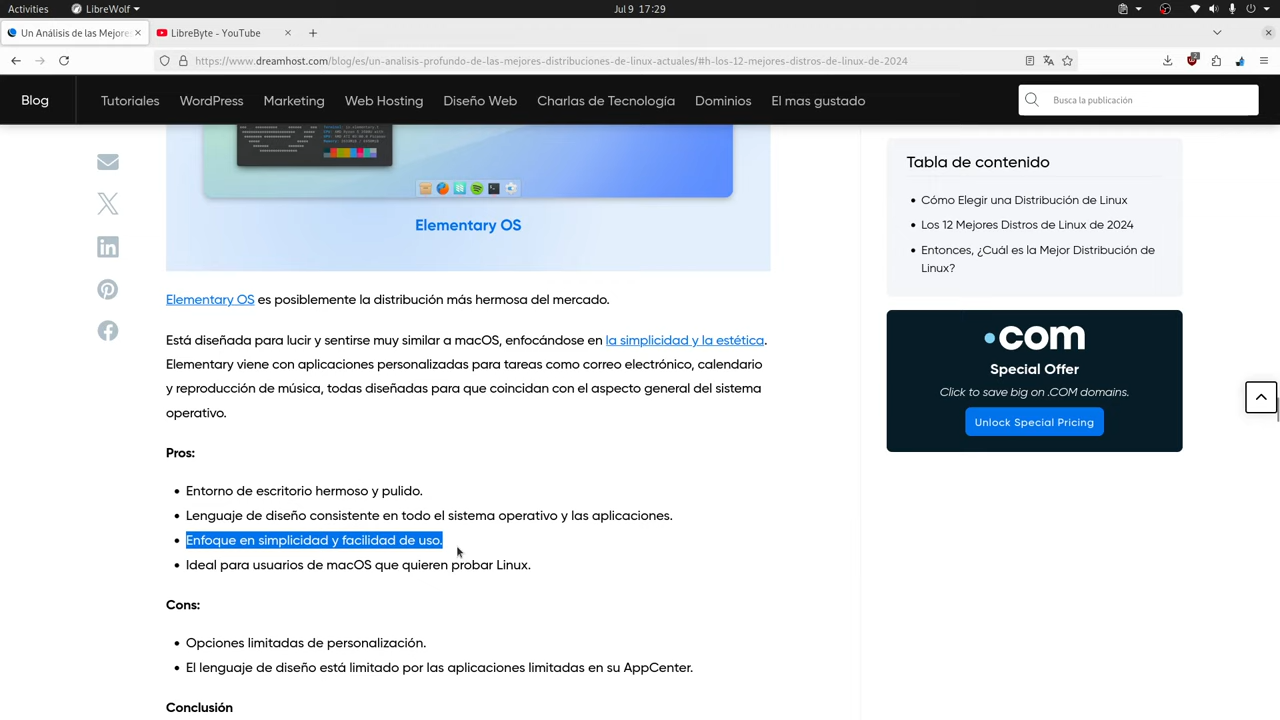 Activities
LibreWolf
Jul 9 17:29
Un Análisis de las Mejore
LibreByte - YouTube
https://www.dreamhost.com/blog/es/un-analisis-profundo-de-las-mejores-distribuciones-de-linux-actuales/#h-los-12-mejores-distros-de-linux-de-2024
Blog
Tutoriales
WordPress
Marketing
Web Hosting
Diseño Web
Charlas de Tecnología
Dominios
El mas gustado
Busca la publicación
Elementary OS
Elementary OS es posiblemente la distribución más hermosa del mercado.
Está diseñada para lucir y sentirse muy similar a macOS, enfocándose en la simplicidad y la estética.
Elementary viene con aplicaciones personalizadas para tareas como correo electrónico, calendario
y reproducción de música, todas diseñadas para que coincidan con el aspecto general del sistema
operativo.
Pros:
Entorno de escritorio hermoso y pulido.
Lenguaje de diseño consistente en todo el sistema operativo y las aplicaciones.
Enfoque en simplicidad y facilidad de uso.
Ideal para usuarios de macOS que quieren probar Linux.
Cons:
Opciones limitadas de personalización.
El lenguaje de diseño está limitado por las aplicaciones limitadas en su AppCenter.
Conclusión
Tabla de contenido
Cómo Elegir una Distribución de Linux
Los 12 Mejores Distros de Linux de 2024
Entonces, ¿Cuál es la Mejor Distribución de
Linux?
.com
Special Offer
Click to save big on .COM domains.
Unlock Special Pricing